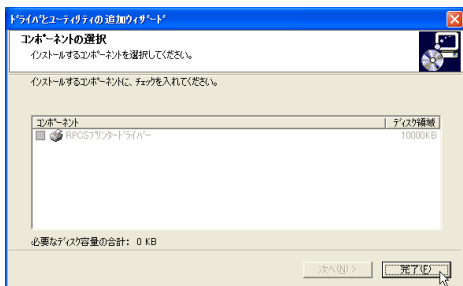 ﾄﾞﾗｲﾊﾞとﾕｰﾃｨﾘﾃｨの追加ｳｨｻﾞｰﾄﾞ
ｺﾝﾎﾟｰﾈﾝﾄの選択
ｲﾝｽﾄｰﾙするｺﾝﾎﾟｰﾈﾝﾄを選択してください。
ｲﾝｽﾄｰﾙするｺﾝﾎﾟｰﾈﾝﾄに、ﾁｪｯｸを入れてください。
ｺﾝﾎﾟｰﾈﾝﾄ ﾃﾞｨｽｸ領域
RPCSﾌﾟﾘﾝﾀｰﾄﾞﾗｲﾊﾞｰ 10000KB
必要なﾃﾞｨｽｸ容量の合計： 0 KB
次へ(N) > 完了(F)